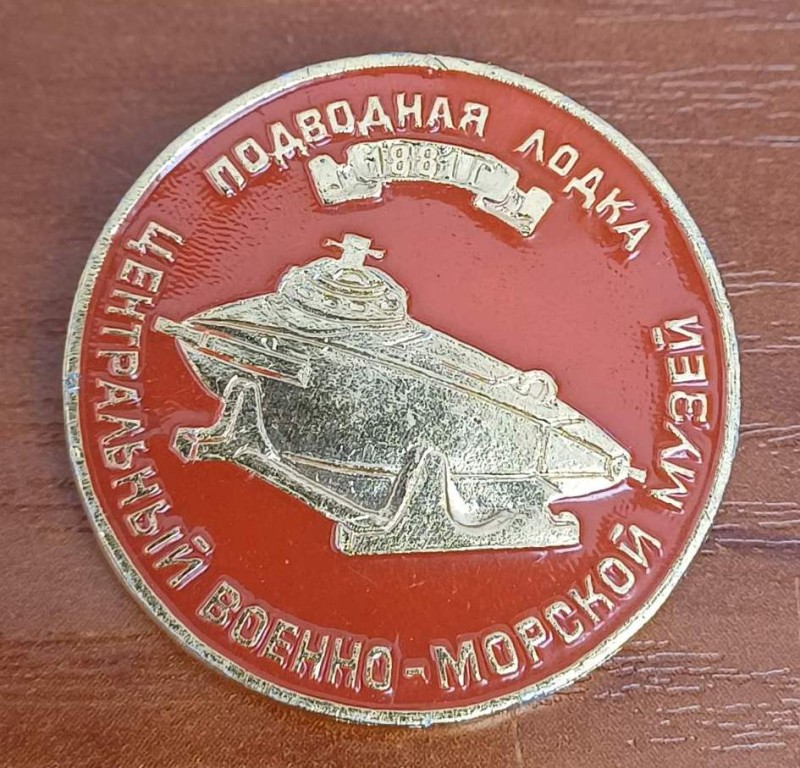 ПОДВОДНАЯ ЛОДКА
1881 Г.
ЦЕНТРАЛЬНЫЙ ВОЕННО-МОРСКОЙ МУЗЕЙ